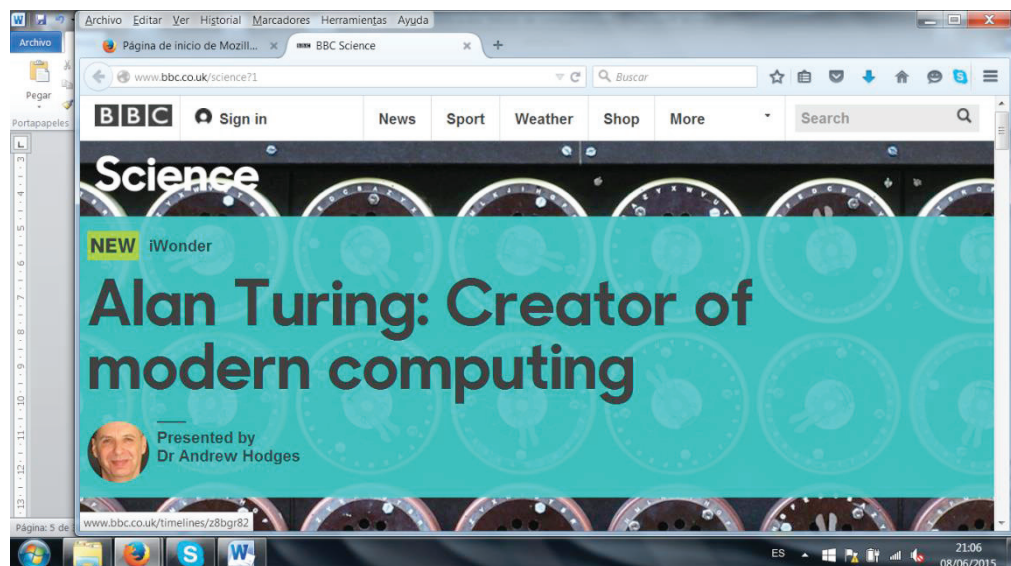 Archivo Editar Ver Historial Marcadores Herramientas Ayuda
Archivo
Página de inicio de Mozill... × BBC Science × +
www.bbc.co.uk/science?1 Buscar
Pegar
Portapapeles
BBC Sign in News Sport Weather Shop More Search
Science
NEW iWonder
Alan Turing: Creator of
modern computing
Presented by
Dr Andrew Hodges
www.bbc.co.uk/timelines/z8bgr82
Página: 5 de
ES 21:06
08/06/2015